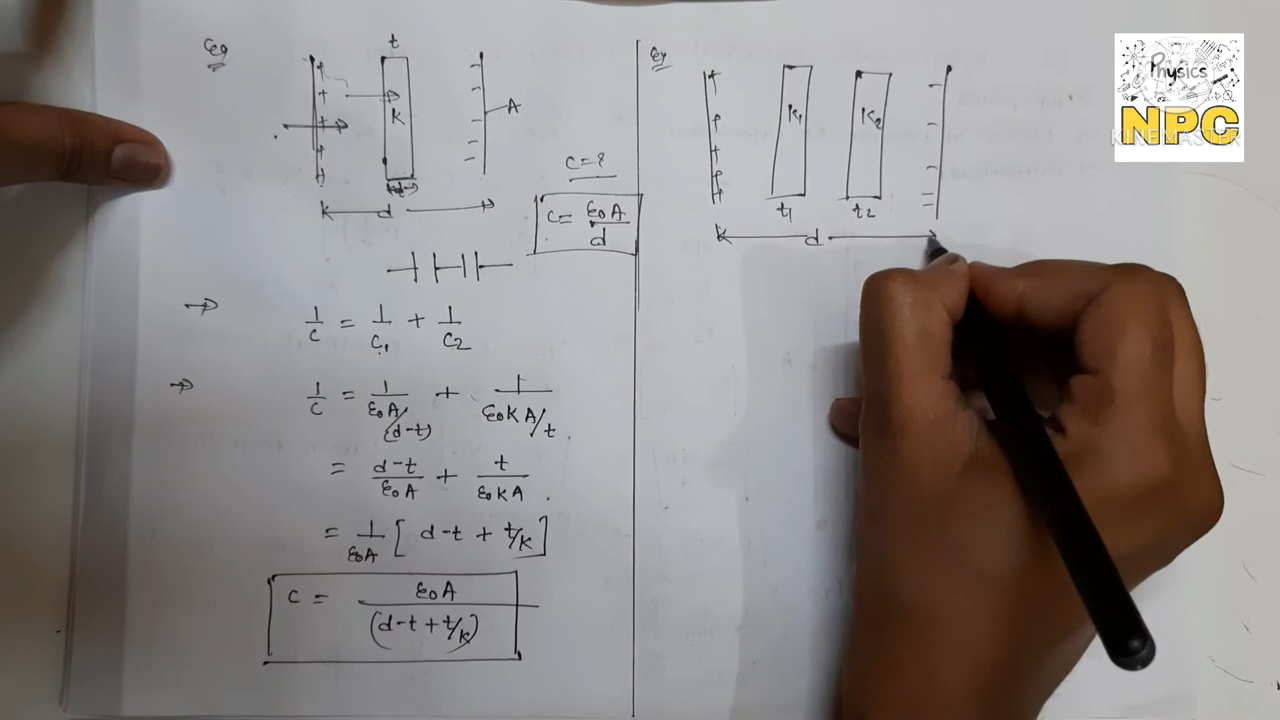 Eg
t
+ + + + +
K
- - - - -
A
t
d
C = ?
C = ε₀A/d
→ 1/C = 1/C₁ + 1/C₂
→ 1/C = 1/(ε₀A/(d-t)) + 1/(ε₀KA/t)
= (d-t)/(ε₀A) + t/(ε₀KA)
= 1/(ε₀A) [ d-t + t/K ]
C = ε₀A/(d-t + t/K)
Eg
+ + + + +
K₁
K₂
- - - - =
t₁
t₂
d
Physics
NPC
KINEMASTER